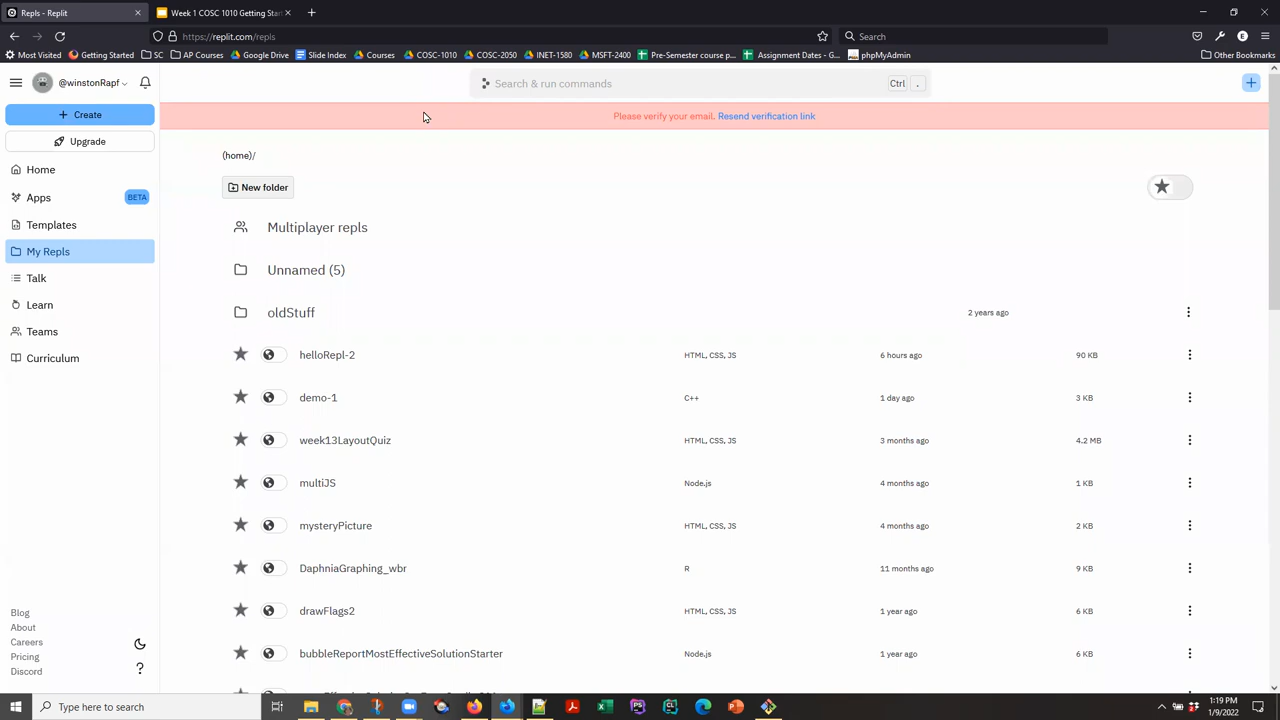 Repls - Replit
Week 1 COSC 1010 Getting Star
https://replit.com/repls
Search
Most Visited
Getting Started
SC
AP Courses
Google Drive
Slide Index
Courses
COSC-1010
COSC-2050
INET-1580
MSFT-2400
Pre-Semester course p...
Assignment Dates - G...
phpMyAdmin
Other Bookmarks
@winstonRapf
Search & run commands
Ctrl .
Create
Please verify your email. Resend verification link
Upgrade
(home)/
Home
New folder
Apps
BETA
Templates
Multiplayer repls
My Repls
Unnamed (5)
Talk
Learn
oldStuff
2 years ago
Teams
helloRepl-2
HTML, CSS, JS
6 hours ago
90 KB
Curriculum
demo-1
C++
1 day ago
3 KB
week13LayoutQuiz
HTML, CSS, JS
3 months ago
4.2 MB
multiJS
Node.js
4 months ago
1 KB
mysteryPicture
HTML, CSS, JS
4 months ago
2 KB
DaphniaGraphing_wbr
R
11 months ago
9 KB
drawFlags2
HTML, CSS, JS
1 year ago
6 KB
bubbleReportMostEffectiveSolutionStarter
Node.js
1 year ago
6 KB
Blog
About
Careers
Pricing
Discord
Type here to search
1:19 PM
1/9/2022